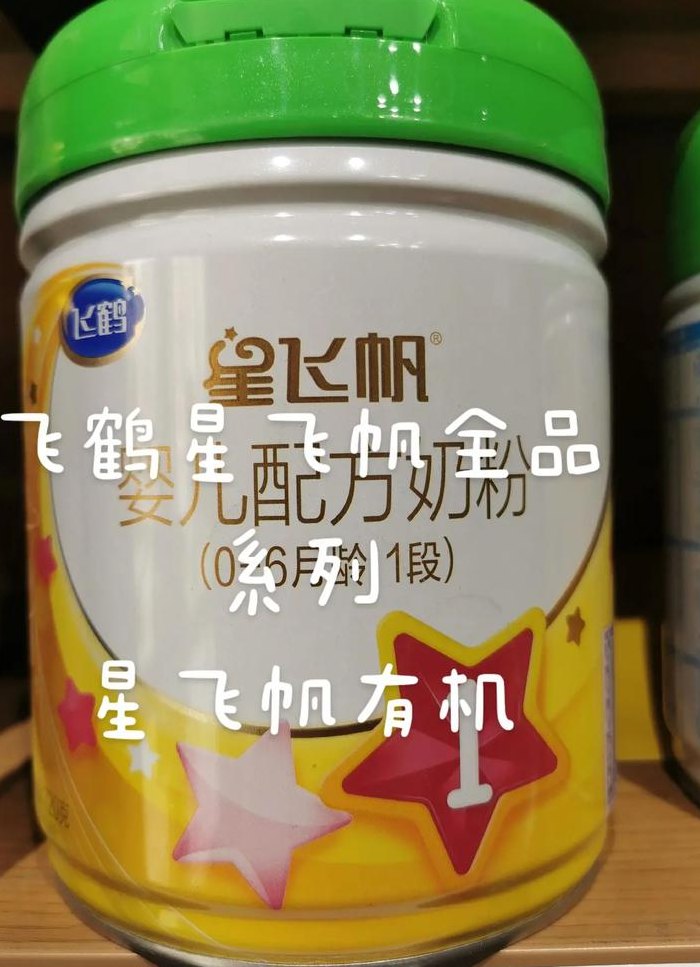 飞鹤
星飞帆®
飞鹤星飞帆全品
婴儿配方奶粉
系列
(0-6月龄 1段)
星飞帆有机
1